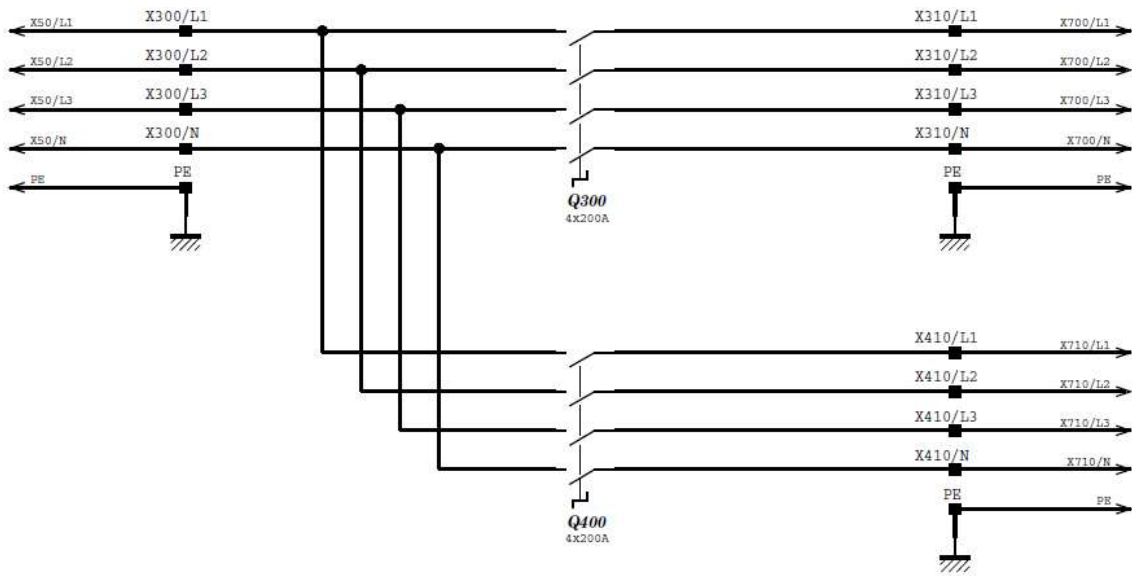 X50/L1 X300/L1 X310/L1 X700/L1
X50/L2 X300/L2 X310/L2 X700/L2
X50/L3 X300/L3 X310/L3 X700/L3
X50/N X300/N X310/N X700/N
PE PE PE PE
Q300
4x200A
X410/L1 X710/L1
X410/L2 X710/L2
X410/L3 X710/L3
X410/N X710/N
PE PE
Q400
4x200A